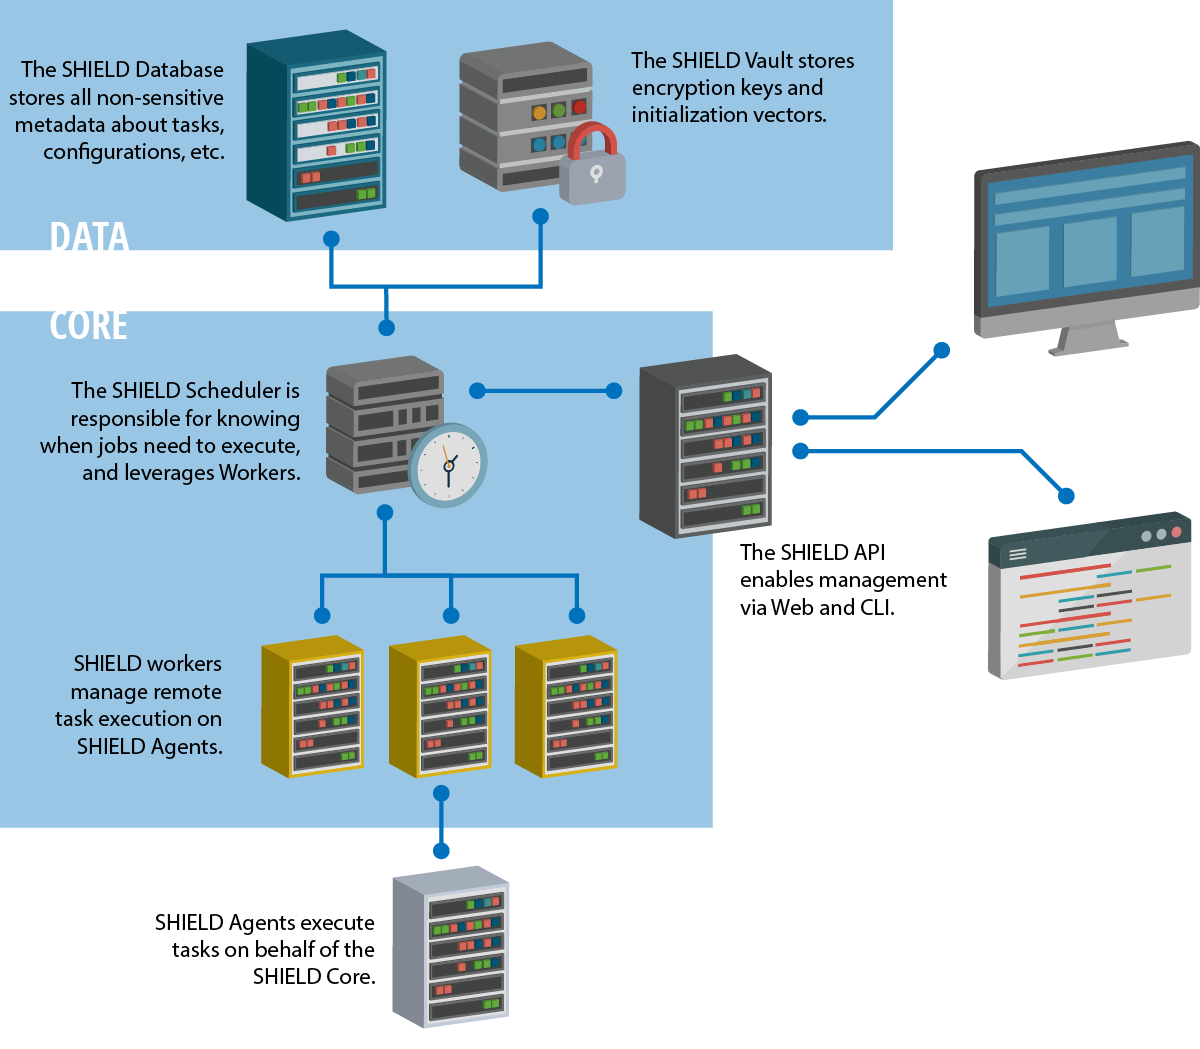 The SHIELD Database
stores all non-sensitive
metadata about tasks,
configurations, etc.
The SHIELD Vault stores
encryption keys and
initialization vectors.
DATA
CORE
The SHIELD Scheduler is
responsible for knowing
when jobs need to execute,
and leverages Workers.
The SHIELD API
enables management
via Web and CLI.
SHIELD workers
manage remote
task execution on
SHIELD Agents.
SHIELD Agents execute
tasks on behalf of the
SHIELD Core.